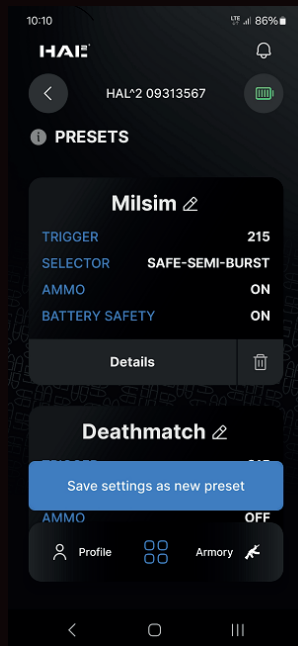 10:10 LTE 86%
HAL
HAL^2 09313567
PRESETS
Milsim
TRIGGER 215
SELECTOR SAFE-SEMI-BURST
AMMO ON
BATTERY SAFETY ON
Details
Deathmatch
Save settings as new preset
AMMO OFF
Profile Armory